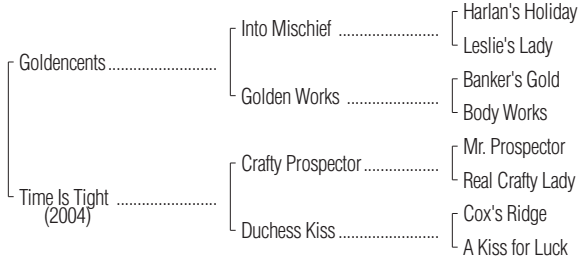 Harlan's Holiday
Into Mischief ........................
Leslie's Lady
Goldencents ..........................
Banker's Gold
Golden Works ......................
Body Works
Mr. Prospector
Crafty Prospector ..................
Real Crafty Lady
Time Is Tight ........................
(2004)
Cox's Ridge
Duchess Kiss ........................
A Kiss for Luck